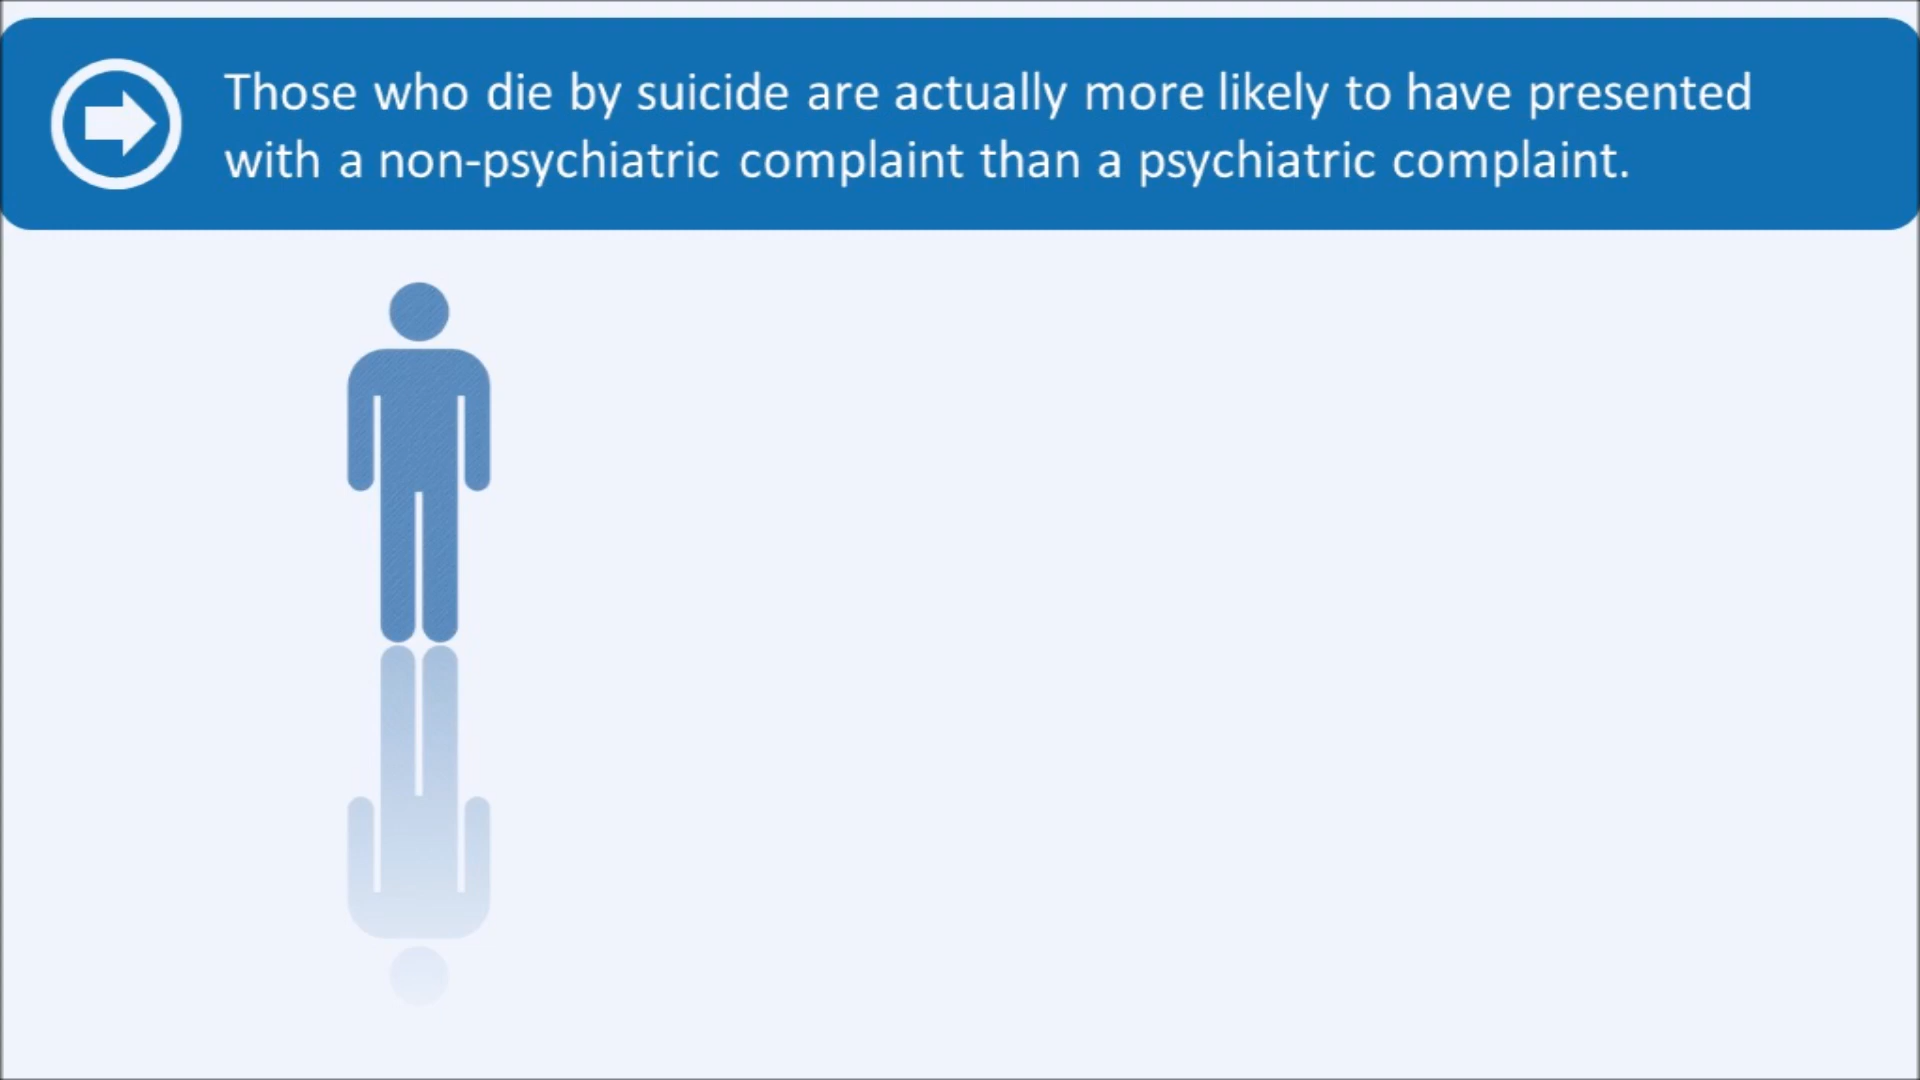 Those who die by suicide are actually more likely to have presented
with a non-psychiatric complaint than a psychiatric complaint.